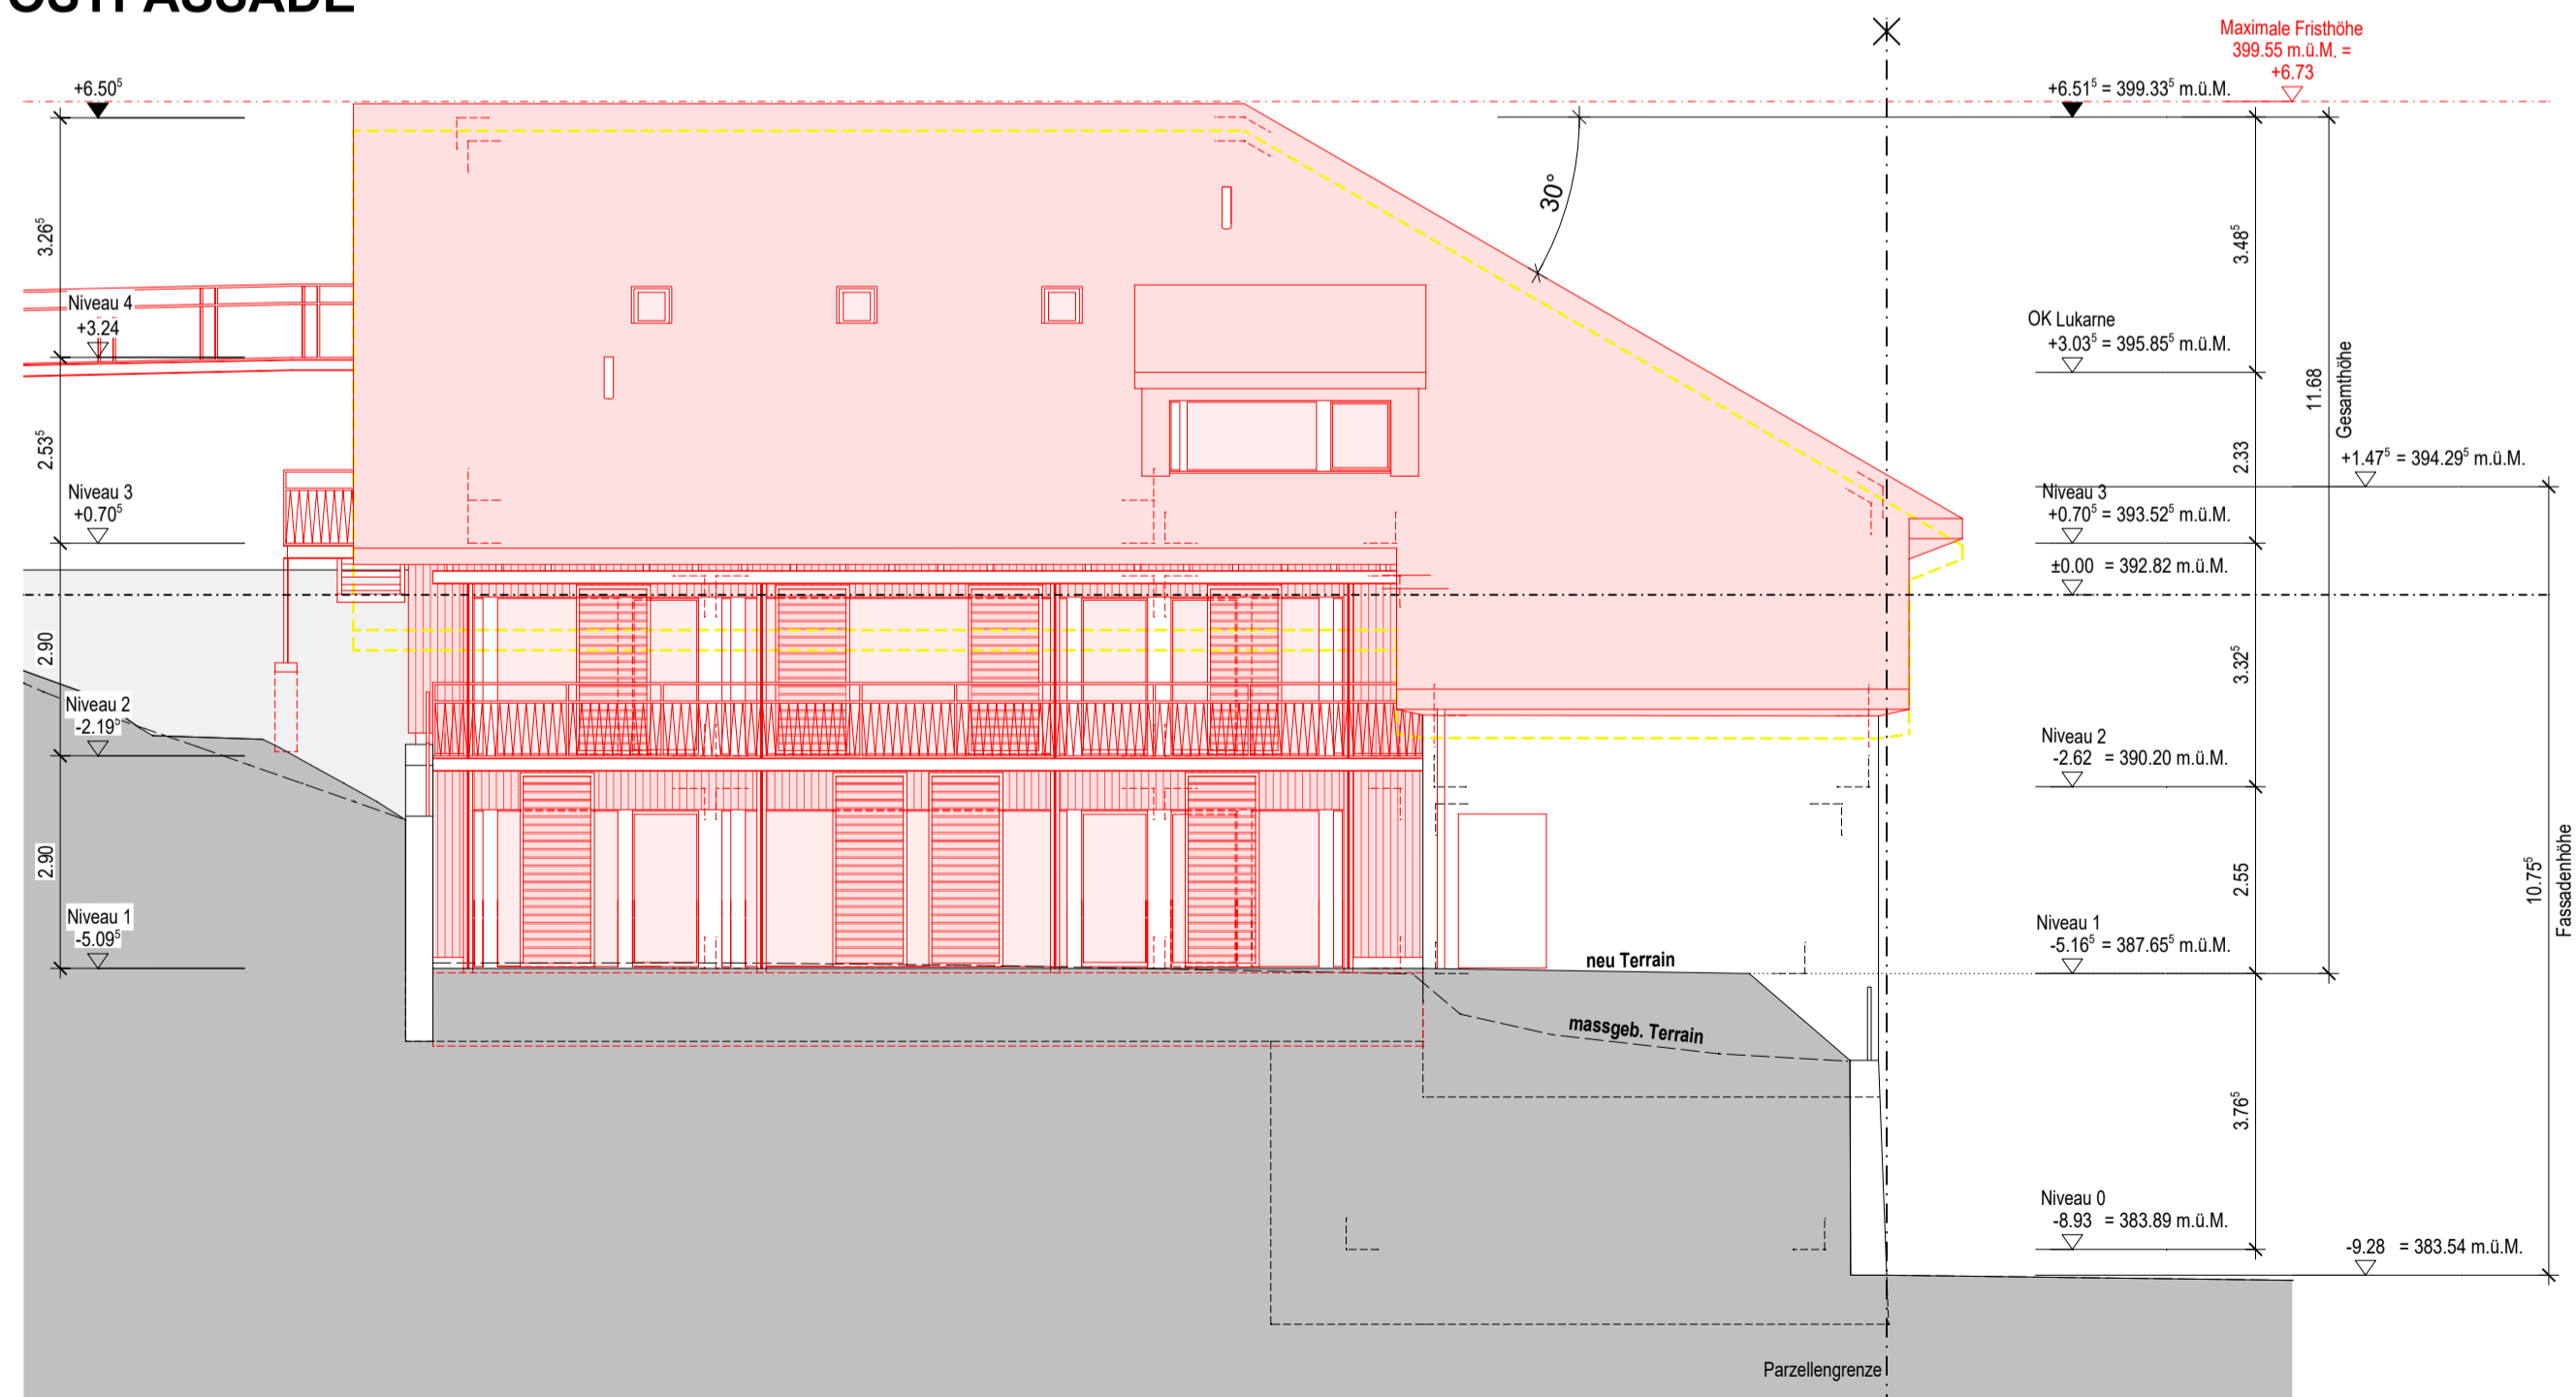 OSTFASSADE
Maximale Fristhöhe
399.55 m.ü.M. =
+6.73
+6.50⁵
+6.51⁵ = 399.33⁵ m.ü.M.
30°
3.26⁵
3.48⁵
Niveau 4
+3.24
OK Lukarne
+3.03⁵ = 395.85⁵ m.ü.M.
11.68
Gesamthöhe
2.53⁵
2.33
+1.47⁵ = 394.29⁵ m.ü.M.
Niveau 3
+0.70⁵
Niveau 3
+0.70⁵ = 393.52⁵ m.ü.M.
±0.00 = 392.82 m.ü.M.
2.90
3.32⁵
Niveau 2
-2.19⁵
Niveau 2
-2.62 = 390.20 m.ü.M.
2.90
2.55
10.75⁵
Fassadenhöhe
Niveau 1
-5.09⁵
Niveau 1
-5.16⁵ = 387.65⁵ m.ü.M.
neu Terrain
massgeb. Terrain
3.76⁵
Niveau 0
-8.93 = 383.89 m.ü.M.
-9.28 = 383.54 m.ü.M.
Parzellengrenze